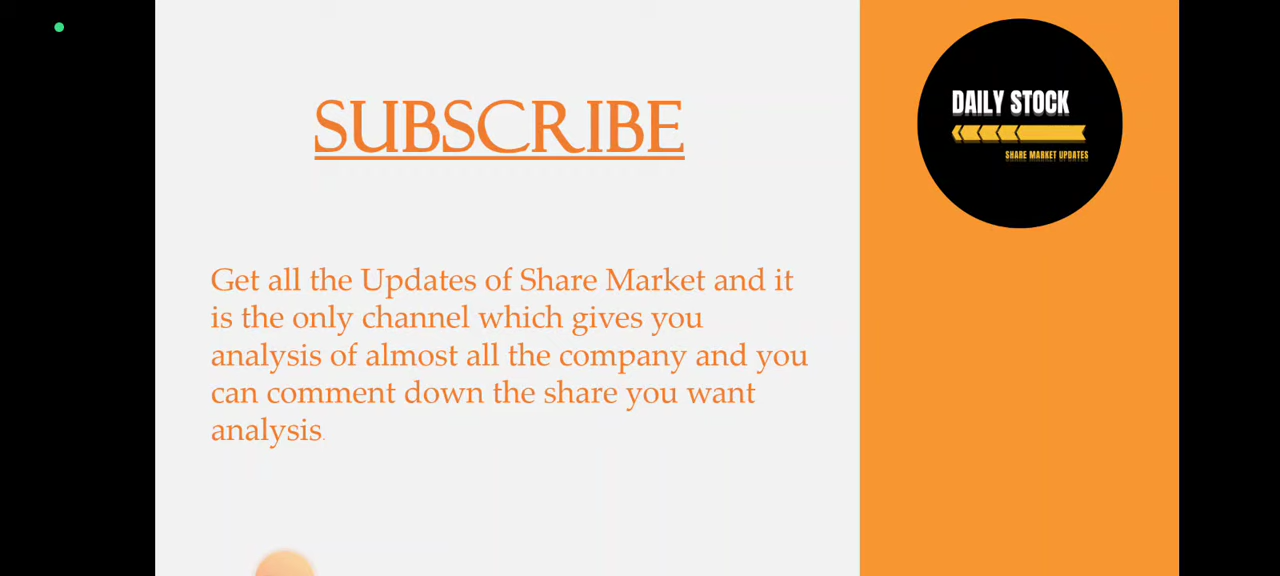 SUBSCRIBE
DAILY STOCK
SHARE MARKET UPDATES
Get all the Updates of Share Market and it
is the only channel which gives you
analysis of almost all the company and you
can comment down the share you want
analysis.